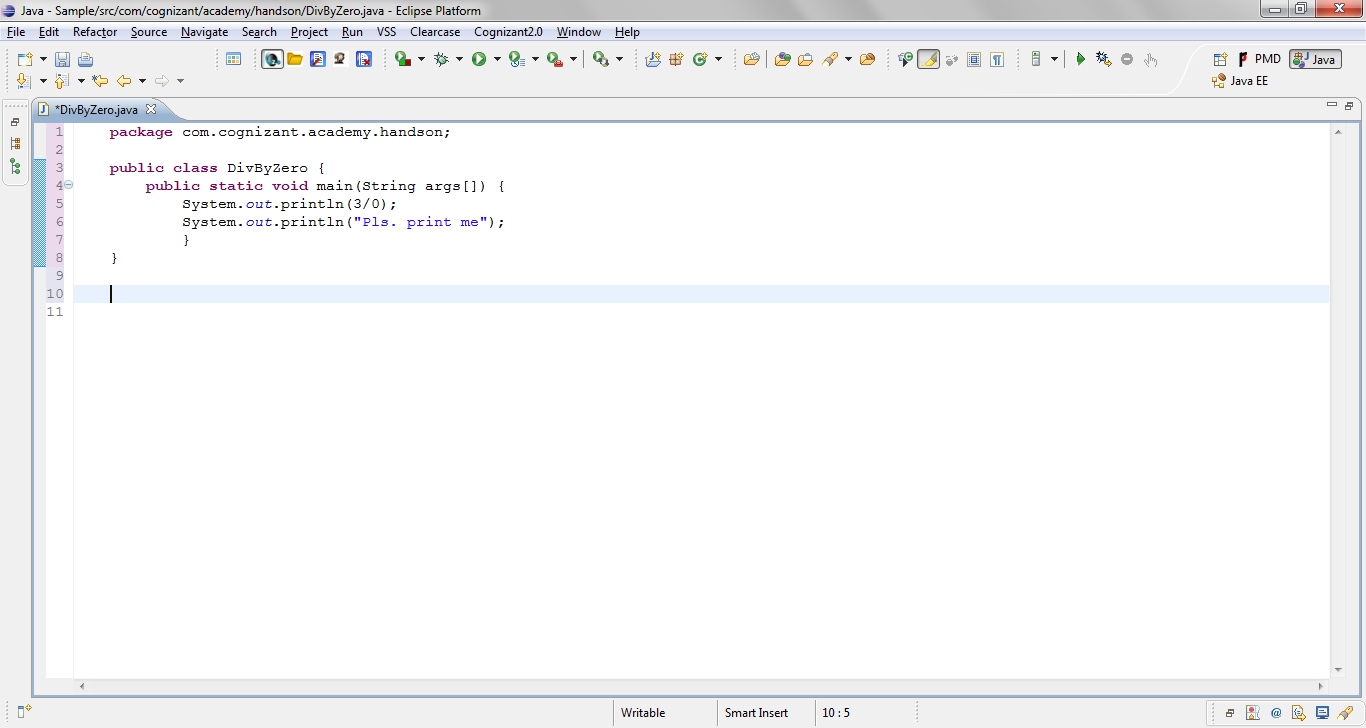 Java - Sample/src/com/cognizant/academy/handson/DivByZero.java - Eclipse Platform
File Edit Refactor Source Navigate Search Project Run VSS Clearcase Cognizant2.0 Window Help
PMD Java
Java EE
*DivByZero.java
1 package com.cognizant.academy.handson;
2
3 public class DivByZero {
4 public static void main(String args[]) {
5 System.out.println(3/0);
6 System.out.println("Pls. print me");
7 }
8 }
9
10
11
Writable Smart Insert 10 : 5